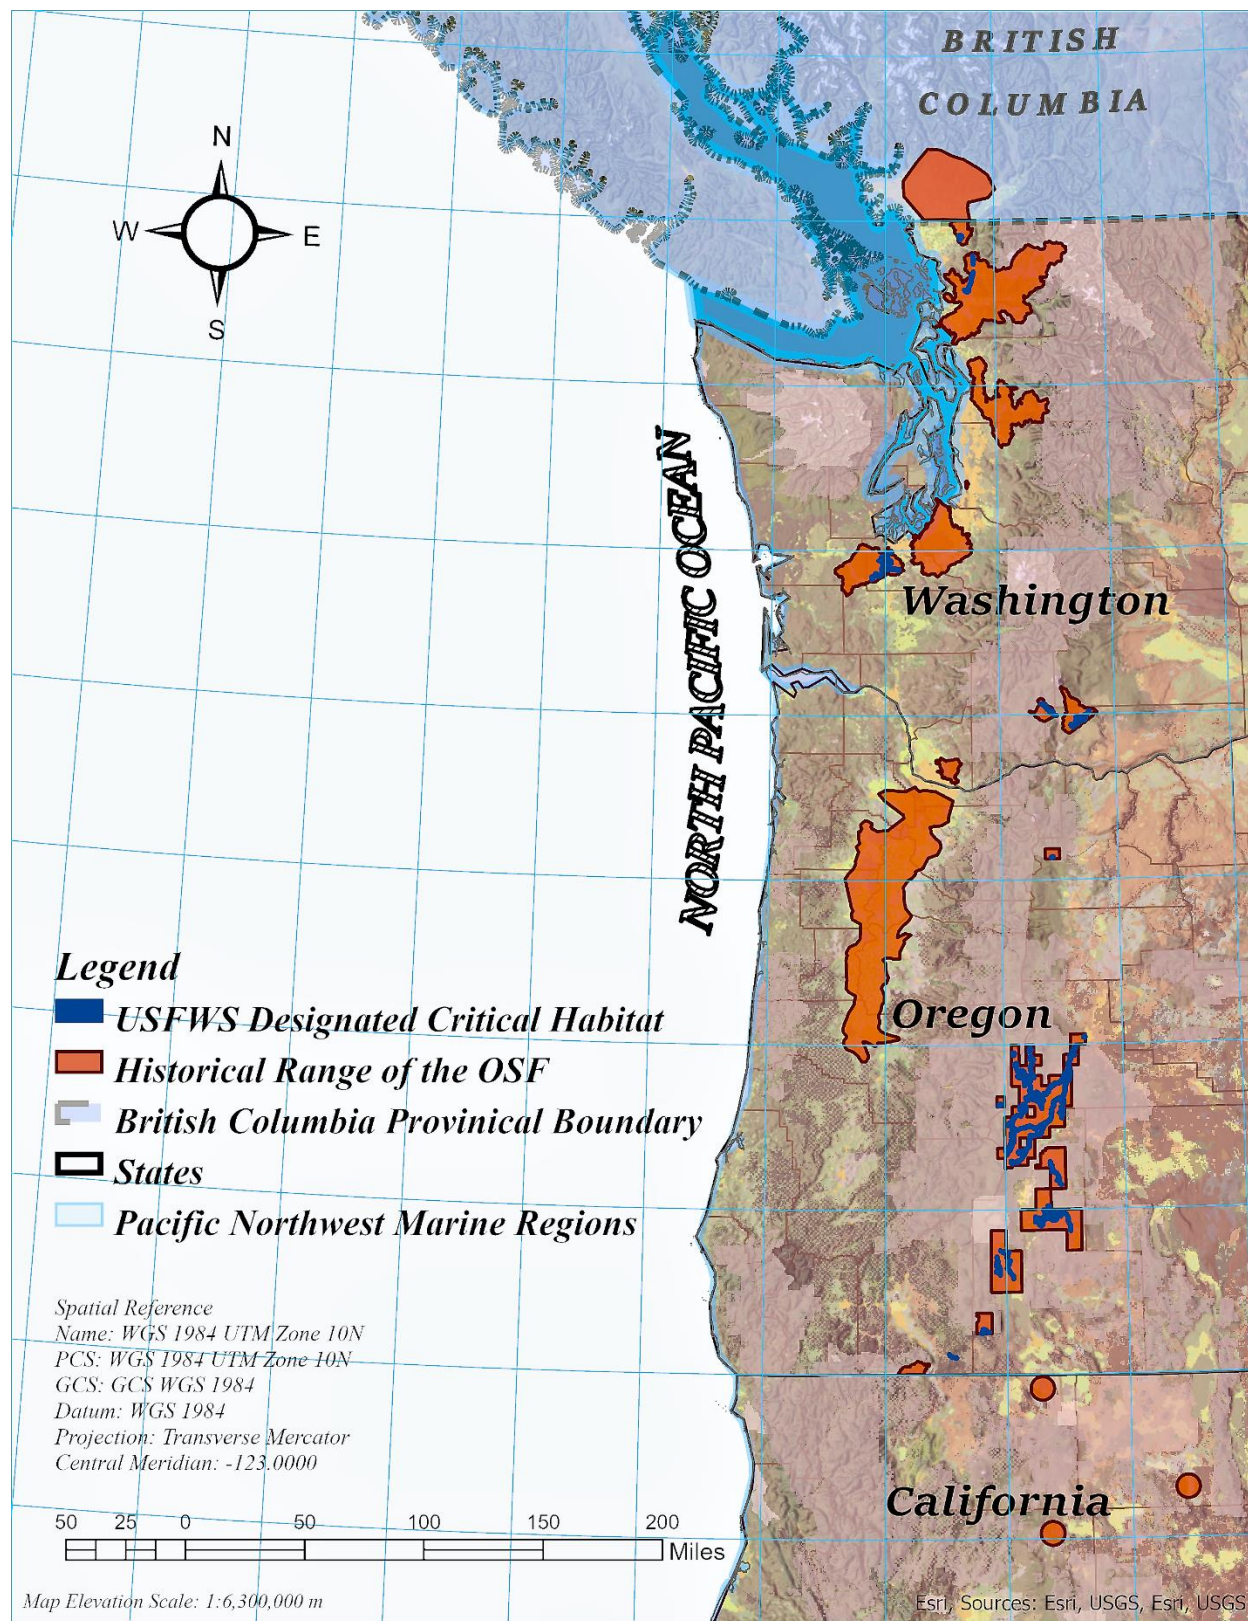 BRITISH
COLUMBIA
N
W
E
S
NORTH PACIFIC OCEAN
Washington
Oregon
California
Legend
USFWS Designated Critical Habitat
Historical Range of the OSF
British Columbia Provinical Boundary
States
Pacific Northwest Marine Regions
Spatial Reference
Name: WGS 1984 UTM Zone 10N
PCS: WGS 1984 UTM Zone 10N
GCS: GCS WGS 1984
Datum: WGS 1984
Projection: Transverse Mercator
Central Meridian: -123.0000
50 25 0 50 100 150 200
Miles
Map Elevation Scale: 1:6,300,000 m
Esri, Sources: Esri, USGS, Esri, USGS